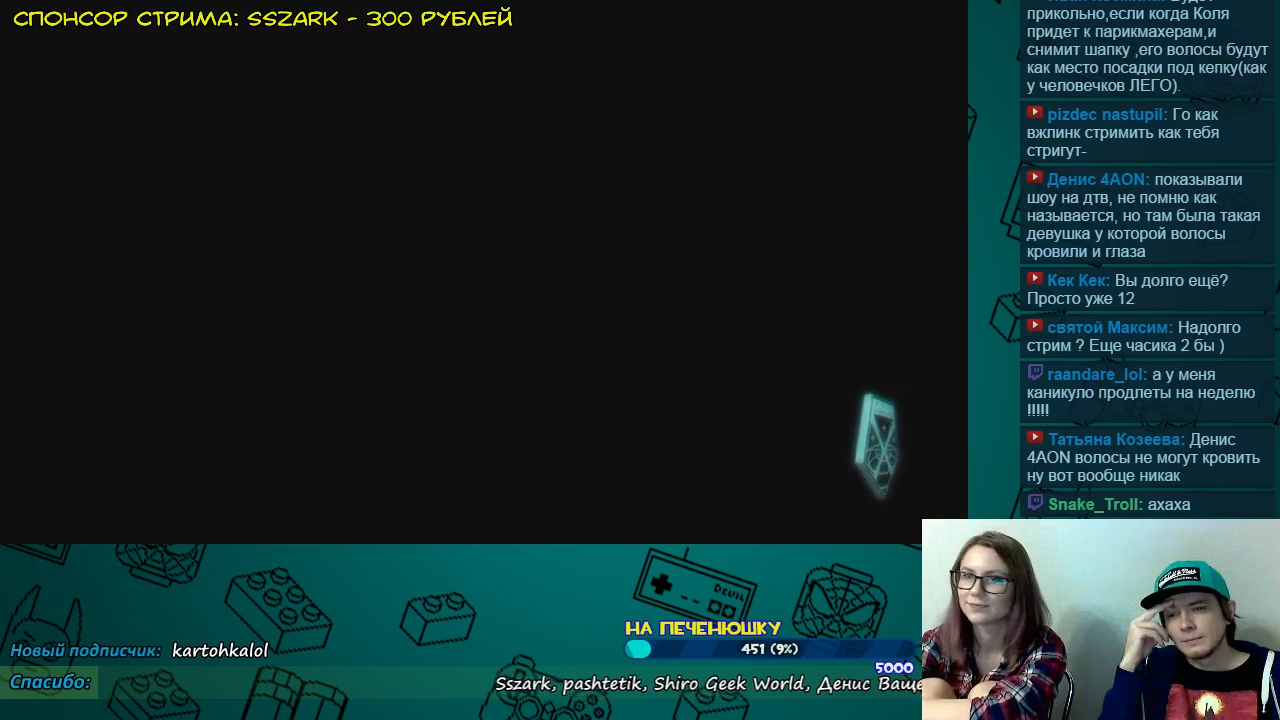 СПОНСОР СТРИМА: SSZARK - 300 РУБЛЕЙ
прикольно,если когда Коля
придет к парикмахерам,и
снимит шапку ,его волосы будут
как место посадки под кепку(как
у человечков ЛЕГО).
pizdec nastupil: Го как
вжлинк стримить как тебя
стригут-
Денис 4AON: показывали
шоу на дтв, не помню как
называется, но там была такая
девушка у которой волосы
кровили и глаза
Кек Кек: Вы долго ещё?
Просто уже 12
святой Максим: Надолго
стрим ? Еще часика 2 бы )
raandare_lol: а у меня
каникуло продлеты на неделю
!!!!!
Татьяна Козеева: Денис
4AON волосы не могут кровить
ну вот вообще никак
Snake_Troll: ахаха
DEVIL
НА ПЕЧЕНЮШКУ
451 (9%)
5000
Новый подписчик: kartohkalol
Спасибо:
Sszark, pashtetik, Shiro Geek World, Денис Ваще